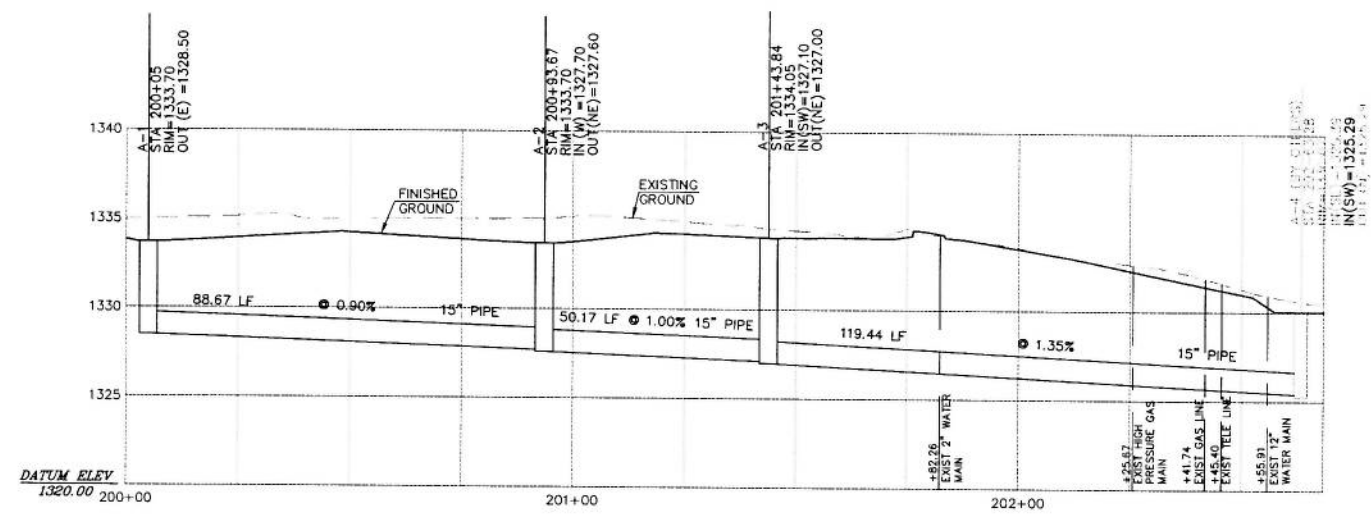 A-1
STA 200+05
RIM=1333.70
OUT (E) =1328.50
A-2
STA 200+93.67
RIM=1333.70
IN(W) =1327.70
OUT(NE)=1327.60
A-3
STA 201+43.84
RIM=1334.05
IN(SW)=1327.10
OUT(NE)=1327.00
IN(SW)=1325.29
1340
1335
1330
1325
FINISHED
GROUND
EXISTING
GROUND
88.67 LF @ 0.90% 15" PIPE
50.17 LF @ 1.00% 15" PIPE
119.44 LF @ 1.35% 15" PIPE
+82.26
EXIST 2" WATER
MAIN
+25.67
EXIST HIGH
PRESSURE GAS
MAIN
+41.74
EXIST GAS LINE
+45.40
EXIST TELE LINE
+55.91
EXIST 12"
WATER MAIN
DATUM ELEV
1320.00
200+00
201+00
202+00